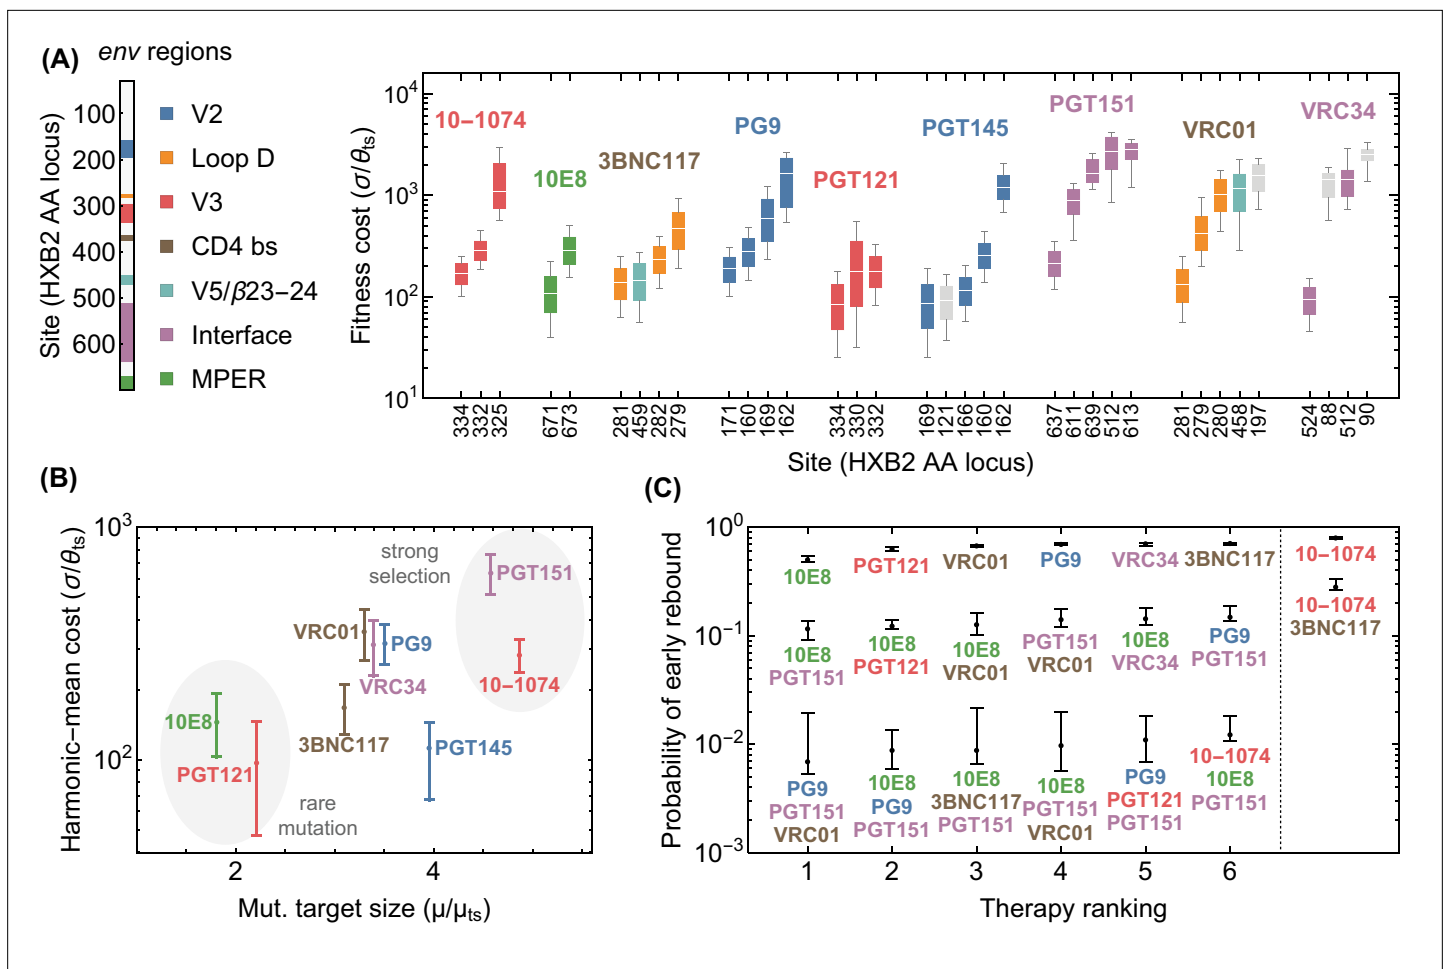 (A)
env regions
Site (HXB2 AA locus)
100
200
300
400
500
600
V2
Loop D
V3
CD4 bs
V5/β23−24
Interface
MPER
Fitness cost (σ/θts)
10^4
10^3
10^2
10^1
10−1074
10E8
3BNC117
PG9
PGT121
PGT145
PGT151
VRC01
VRC34
334
332
325
671
673
281
459
282
279
171
160
169
162
334
330
332
169
121
166
160
162
637
611
639
512
613
281
279
280
458
197
524
88
512
90
Site (HXB2 AA locus)
(B)
Harmonic−mean cost (σ/θts)
10^3
10^2
strong
selection
PGT151
VRC01
PG9
VRC34
10−1074
10E8
3BNC117
PGT145
PGT121
rare
mutation
2
4
Mut. target size (μ/μts)
(C)
Probability of early rebound
10^0
10^−1
10^−2
10^−3
10E8
PGT121
VRC01
PG9
VRC34
3BNC117
10−1074
10−1074
3BNC117
10E8
PGT151
10E8
PGT121
10E8
VRC01
PGT151
VRC01
10E8
VRC34
PG9
PGT151
PG9
PGT151
VRC01
10E8
PG9
PGT151
10E8
3BNC117
PGT151
10E8
PGT151
VRC01
PG9
PGT121
PGT151
10−1074
10E8
PGT151
1
2
3
4
5
6
Therapy ranking